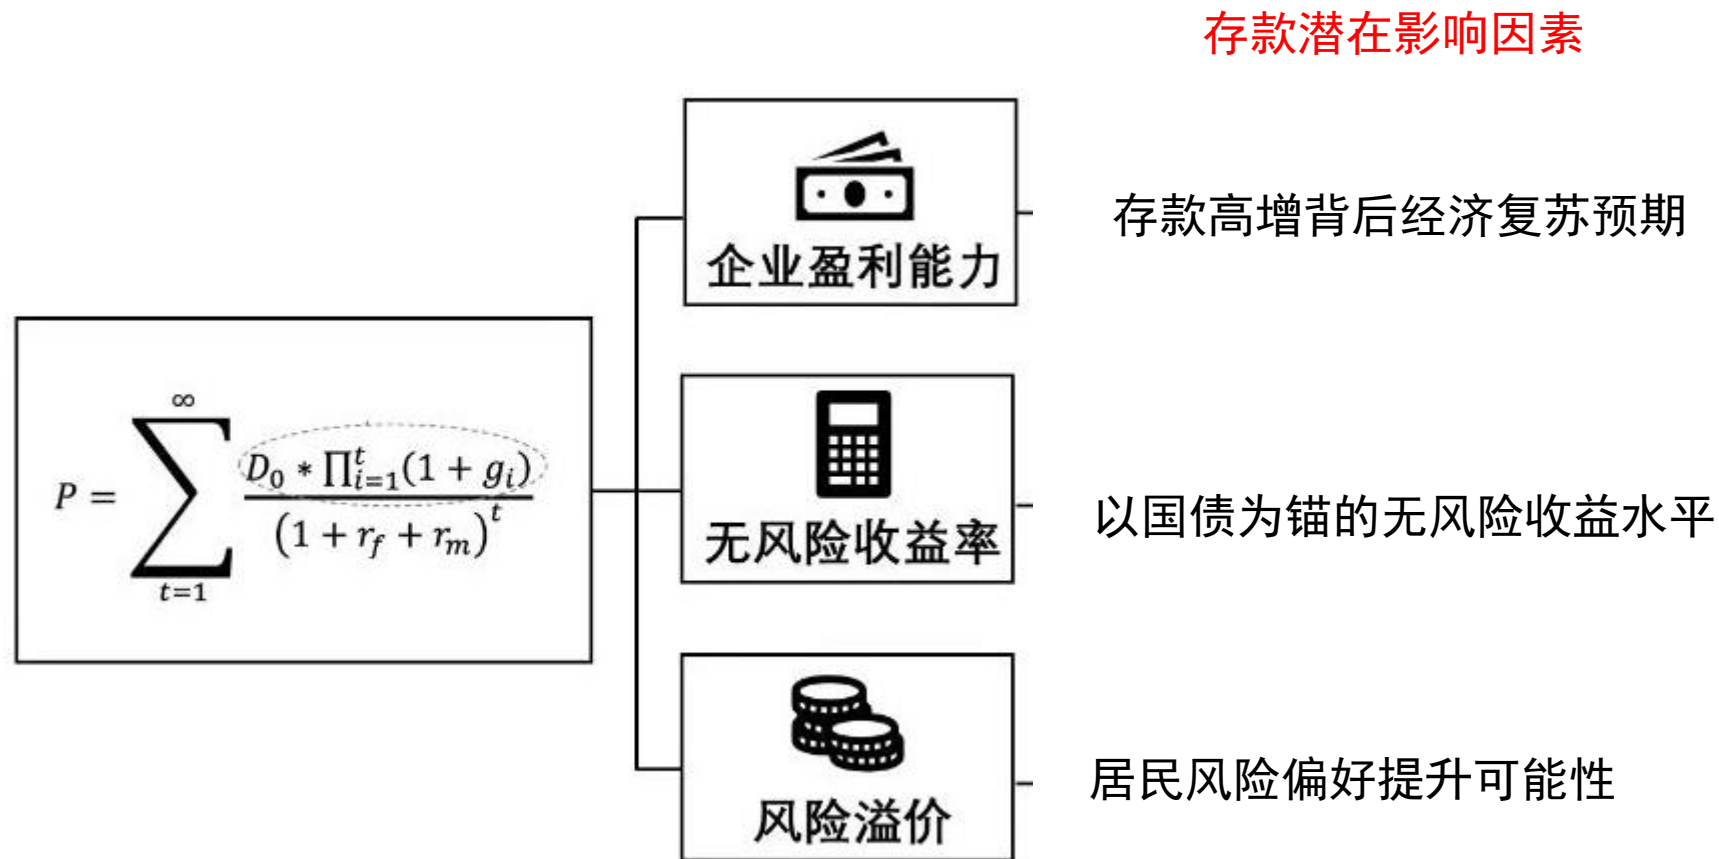 存款潜在影响因素
企业盈利能力
存款高增背后经济复苏预期
P = ∑_{t=1}^{∞} \frac{D_0 * ∏_{i=1}^{t}(1 + g_i)}{(1 + r_f + r_m)^t}
无风险收益率
以国债为锚的无风险收益水平
风险溢价
居民风险偏好提升可能性